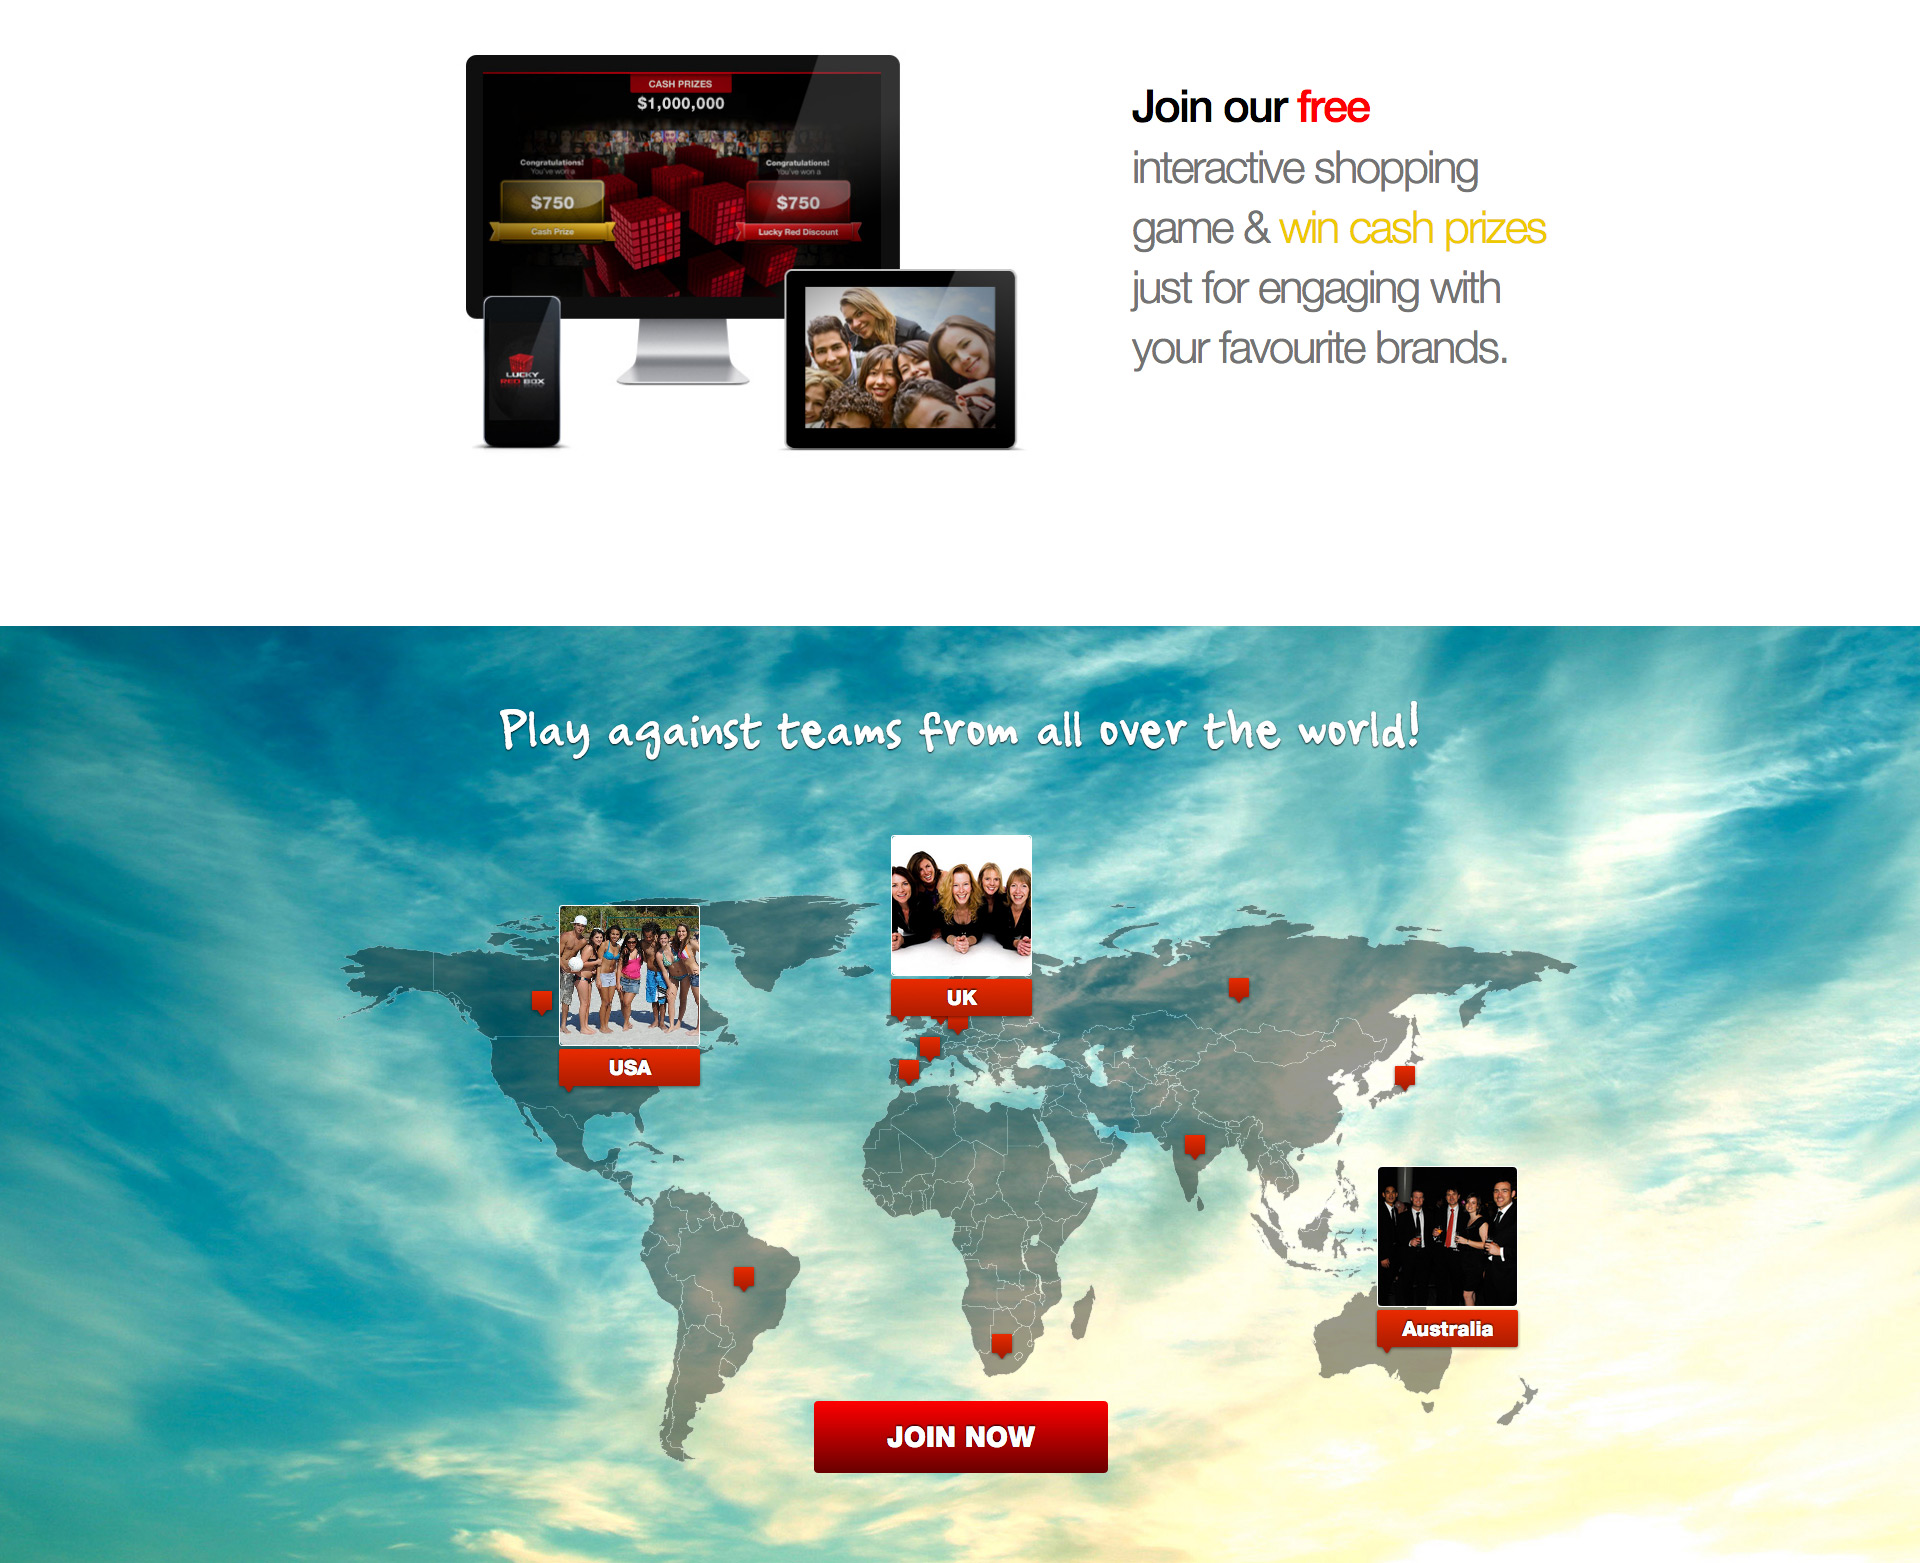 CASH PRIZES
$1,000,000
Congratulations!
You've won a
$750
Cash Prize
Congratulations!
You've won a
$750
Lucky Red Discount
LUCKY
RED BOX
Join our free
interactive shopping
game & win cash prizes
just for engaging with
your favourite brands.
Play against teams from all over the world!
UK
USA
Australia
JOIN NOW